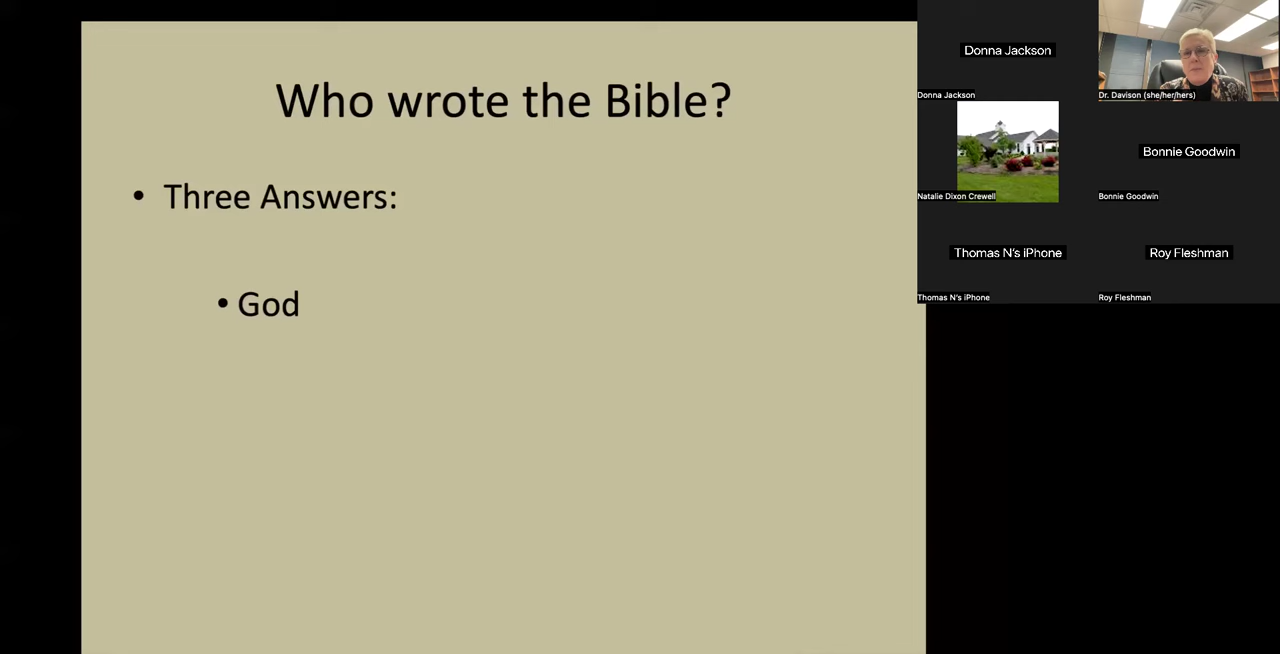 Who wrote the Bible?
• Three Answers:
• God
Donna Jackson
Donna Jackson
Dr. Davison (she/her/hers)
Natalie Dixon Crewell
Bonnie Goodwin
Bonnie Goodwin
Thomas N's iPhone
Thomas N's iPhone
Roy Fleshman
Roy Fleshman